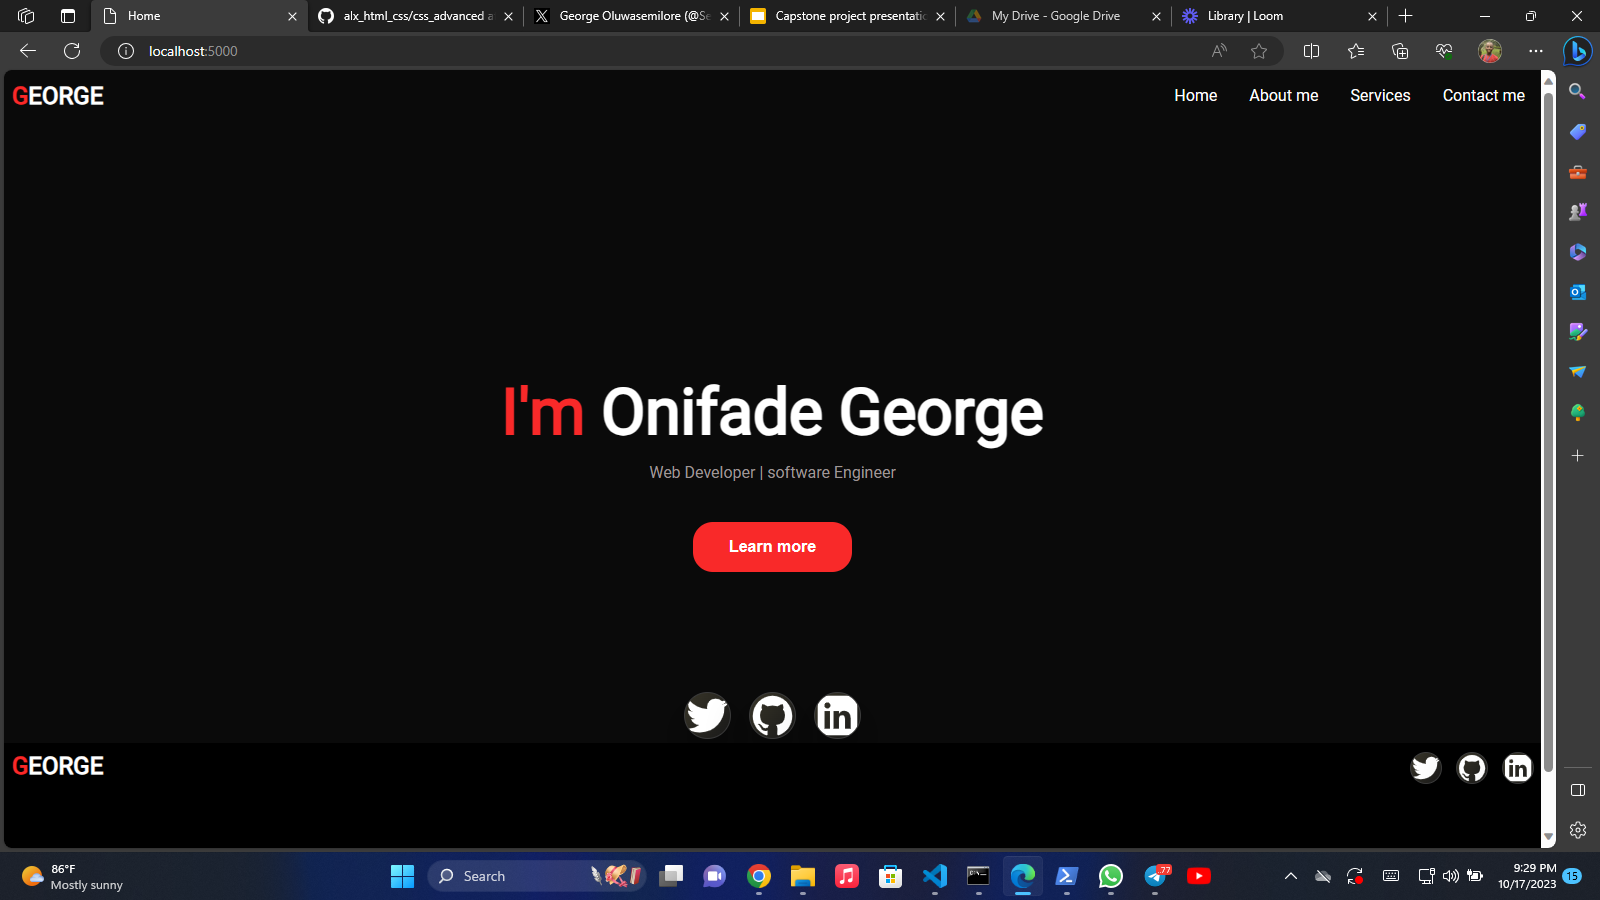 Home
alx_html_css/css_advanced a
George Oluwasemilore (@Se
Capstone project presentatio
My Drive - Google Drive
Library | Loom
localhost:5000
GEORGE
Home
About me
Services
Contact me
I'm Onifade George
Web Developer | software Engineer
Learn more
GEORGE
86°F
Mostly sunny
Search
77
9:29 PM
10/17/2023
15